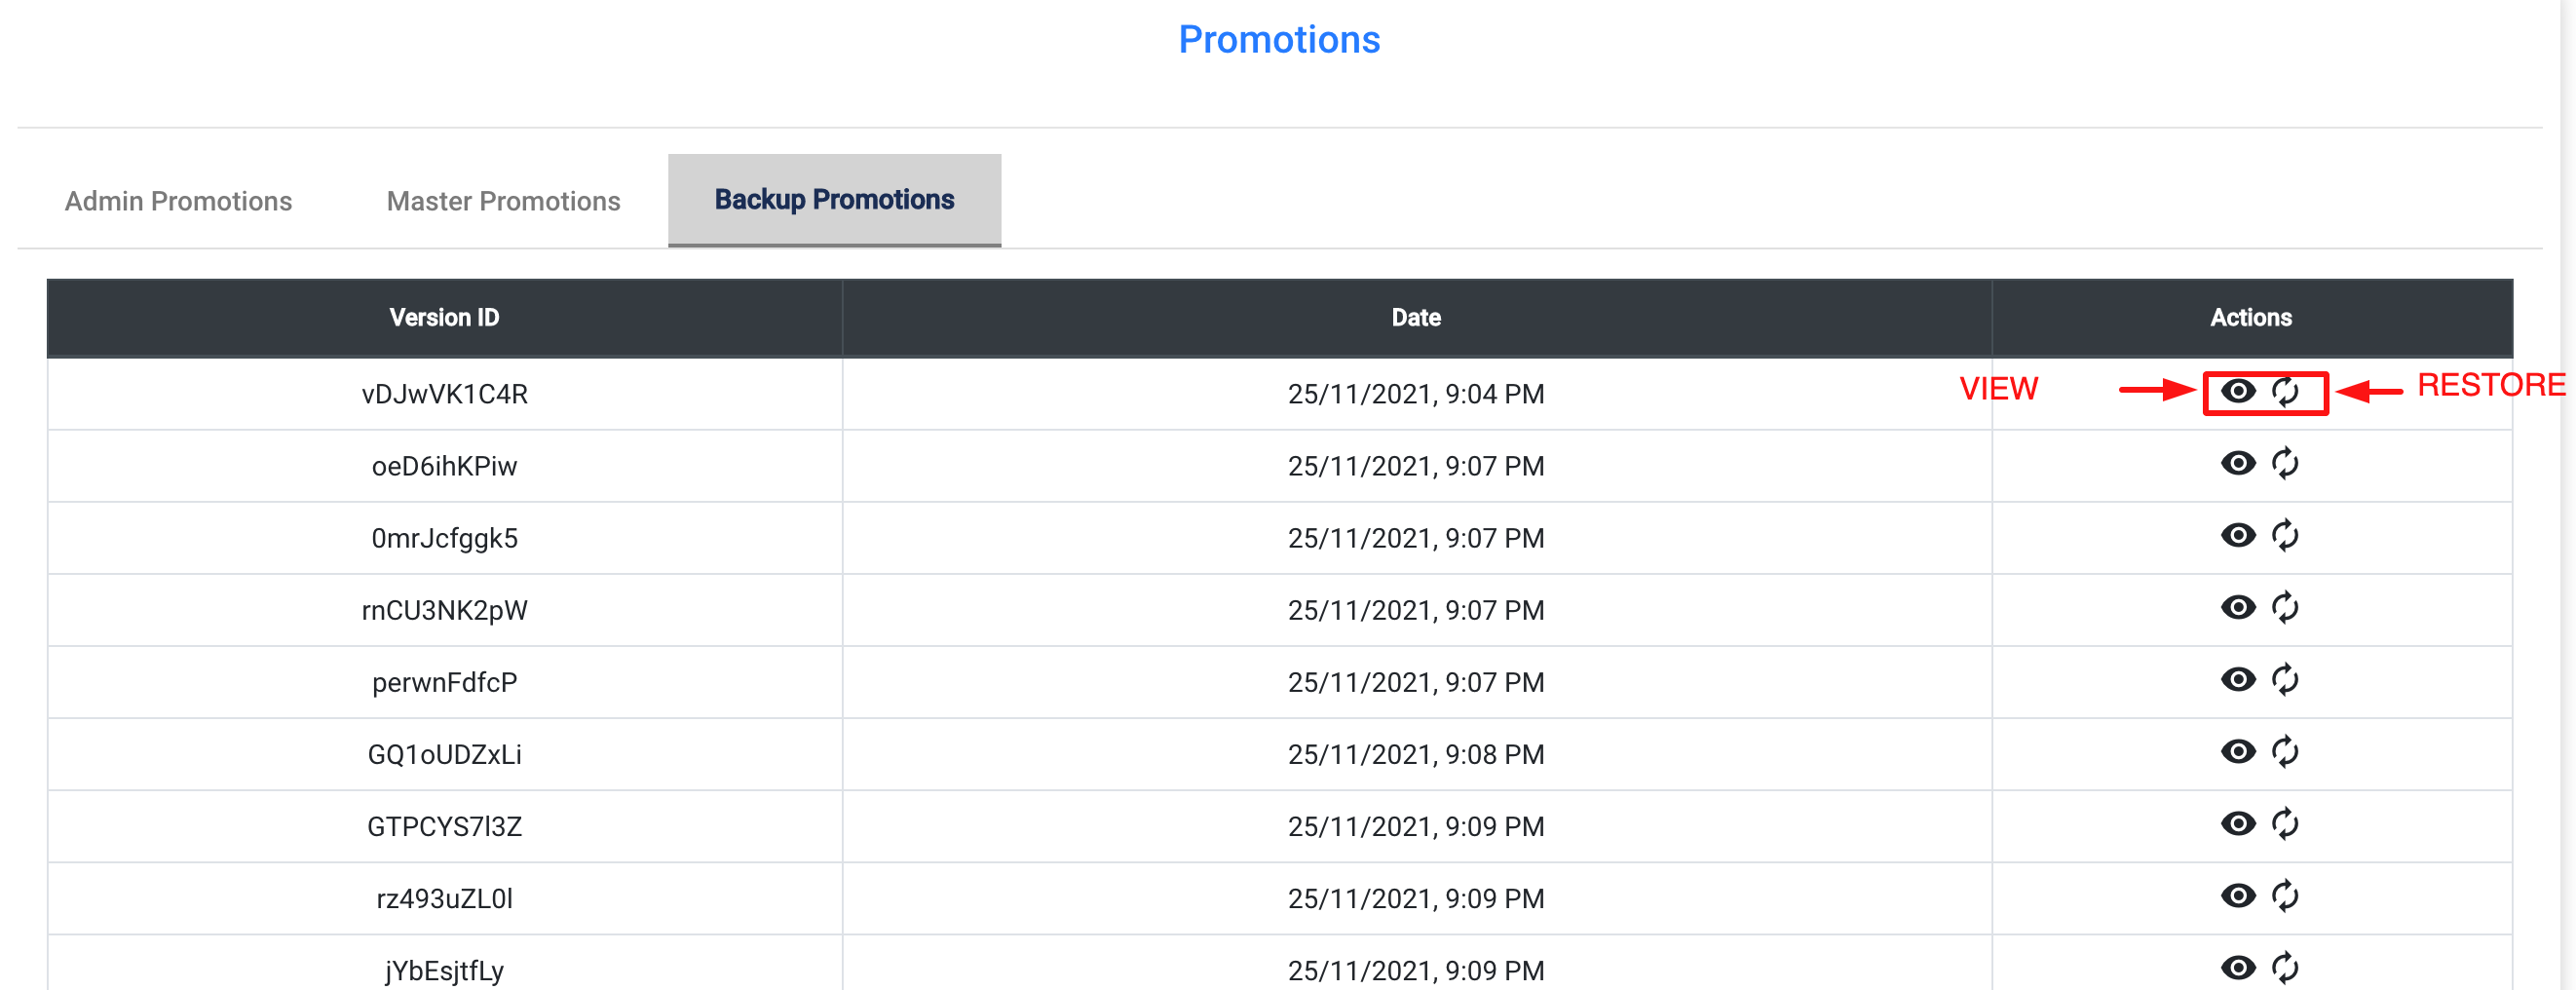 Promotions
Admin Promotions Master Promotions Backup Promotions
Version ID Date Actions
vDJwVK1C4R 25/11/2021, 9:04 PM VIEW RESTORE
oeD6ihKPiw 25/11/2021, 9:07 PM
0mrJcfggk5 25/11/2021, 9:07 PM
rnCU3NK2pW 25/11/2021, 9:07 PM
perwnFdfcP 25/11/2021, 9:07 PM
GQ1oUDZxLi 25/11/2021, 9:08 PM
GTPCYS7l3Z 25/11/2021, 9:09 PM
rz493uZL0l 25/11/2021, 9:09 PM
jYbEsjtfLy 25/11/2021, 9:09 PM